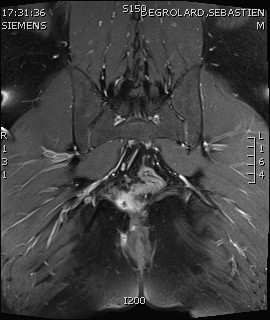 17:31:36
S150
DEGROLARD,SEBASTIEN
SIEMENS
M
R
1
3
1
L
1
6
4
I200